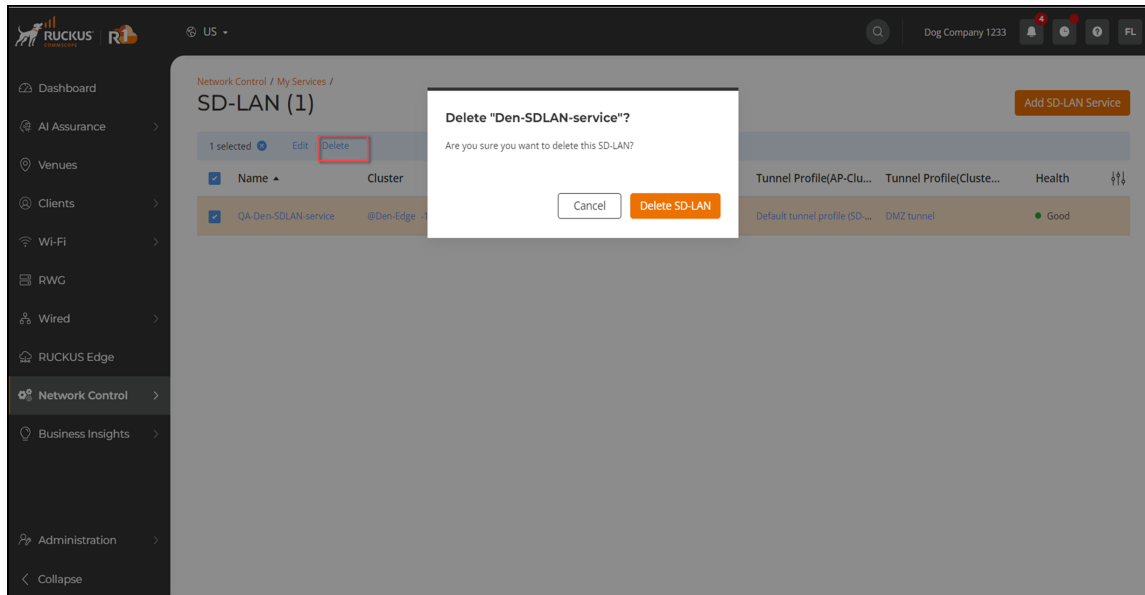 RUCKUS
COMMSCOPE
R1
US
Dog Company 1233
4
FL
Dashboard
AI Assurance
Venues
Clients
Wi-Fi
RWG
Wired
RUCKUS Edge
Network Control
Business Insights
Administration
Collapse
Network Control / My Services /
SD-LAN (1)
Add SD-LAN Service
1 selected Edit Delete
Name Cluster Tunnel Profile(AP-Clu... Tunnel Profile(Cluste... Health
QA-Den-SDLAN-service @Den-Edge Default tunnel profile (SD-... DMZ tunnel Good
Delete "Den-SDLAN-service"?
Are you sure you want to delete this SD-LAN?
Cancel Delete SD-LAN